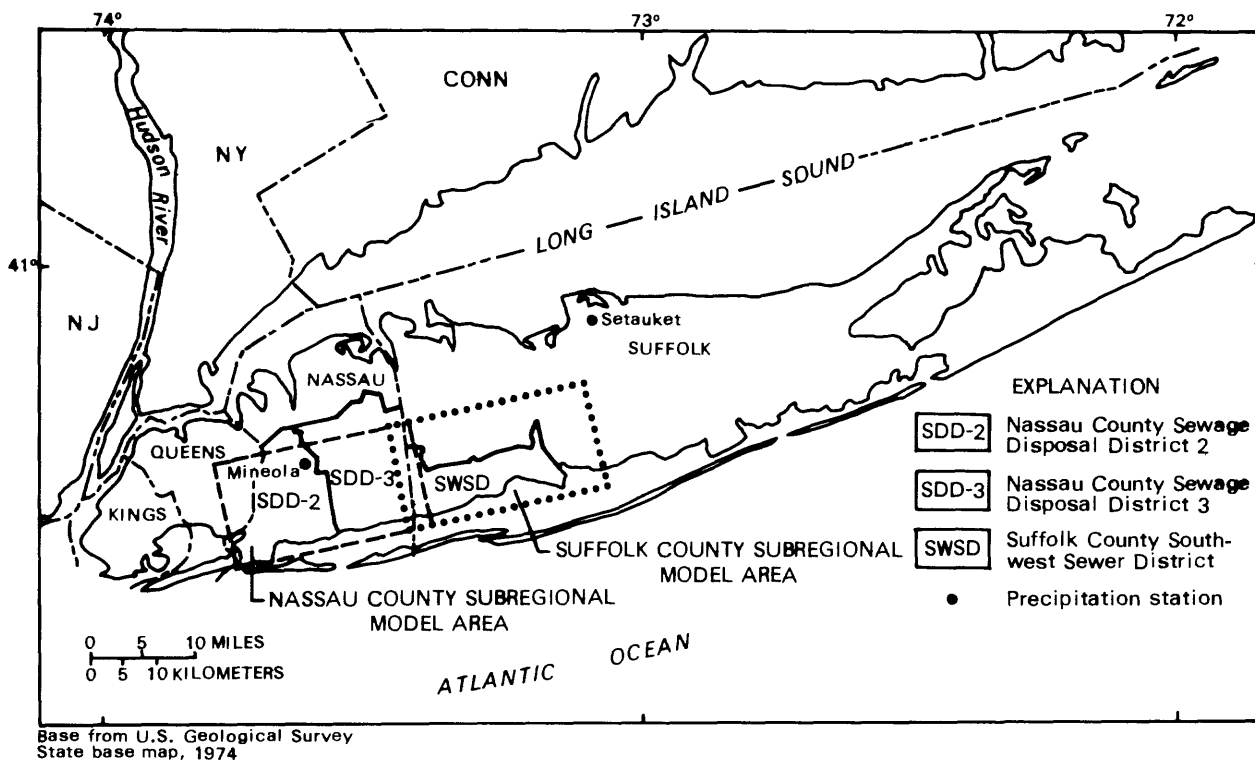 74°
73°
72°
CONN
Hudson River
NY
LONG ISLAND SOUND
41°
NJ
Setauket
SUFFOLK
NASSAU
EXPLANATION
SDD-2
Nassau County Sewage
Disposal District 2
QUEENS
Mineola
SDD-3
SWSD
SDD-2
SDD-3
Nassau County Sewage
Disposal District 3
KINGS
SWSD
Suffolk County South-
west Sewer District
SUFFOLK COUNTY SUBREGIONAL
MODEL AREA
Precipitation station
NASSAU COUNTY SUBREGIONAL
MODEL AREA
0 5 10 MILES
0 5 10 KILOMETERS
ATLANTIC OCEAN
Base from U.S. Geological Survey
State base map, 1974